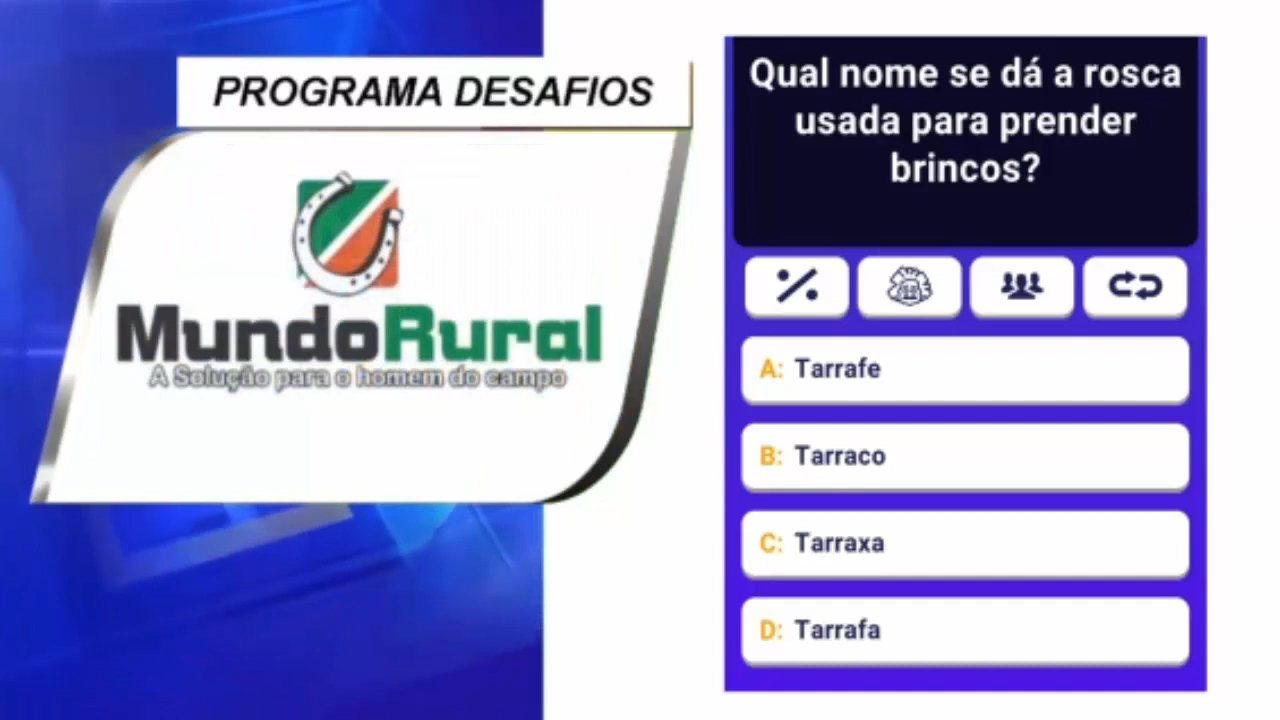 PROGRAMA DESAFIOS
MundoRural
A Solução para o homem do campo
Qual nome se dá a rosca
usada para prender
brincos?
A: Tarrafe
B: Tarraco
C: Tarraxa
D: Tarrafa